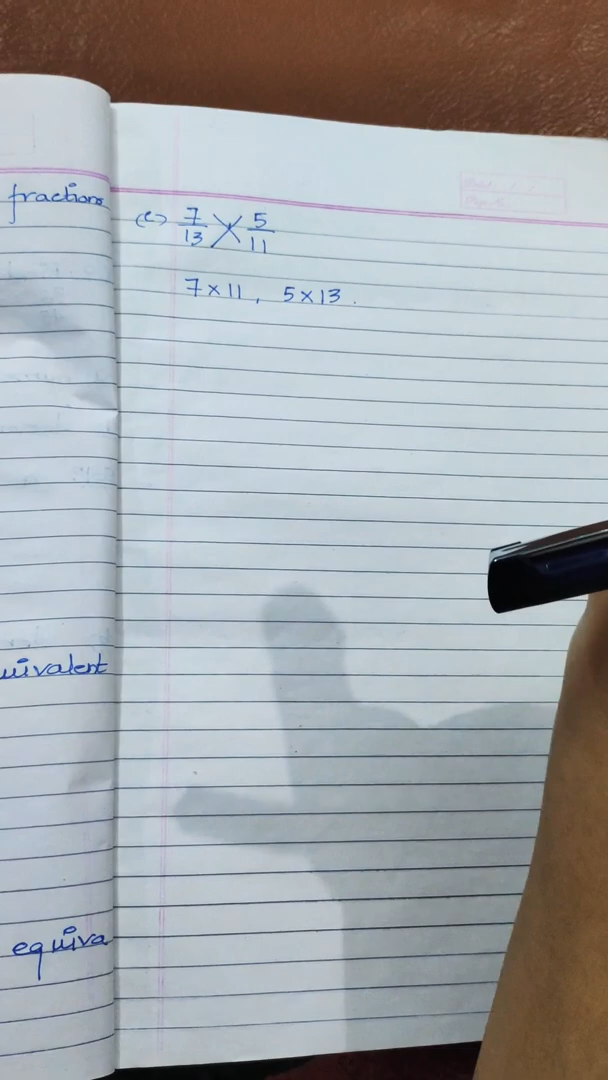 fractions
(c) 7/13 ╳ 5/11
7 × 11 , 5 × 13 .
uivalent
equiva